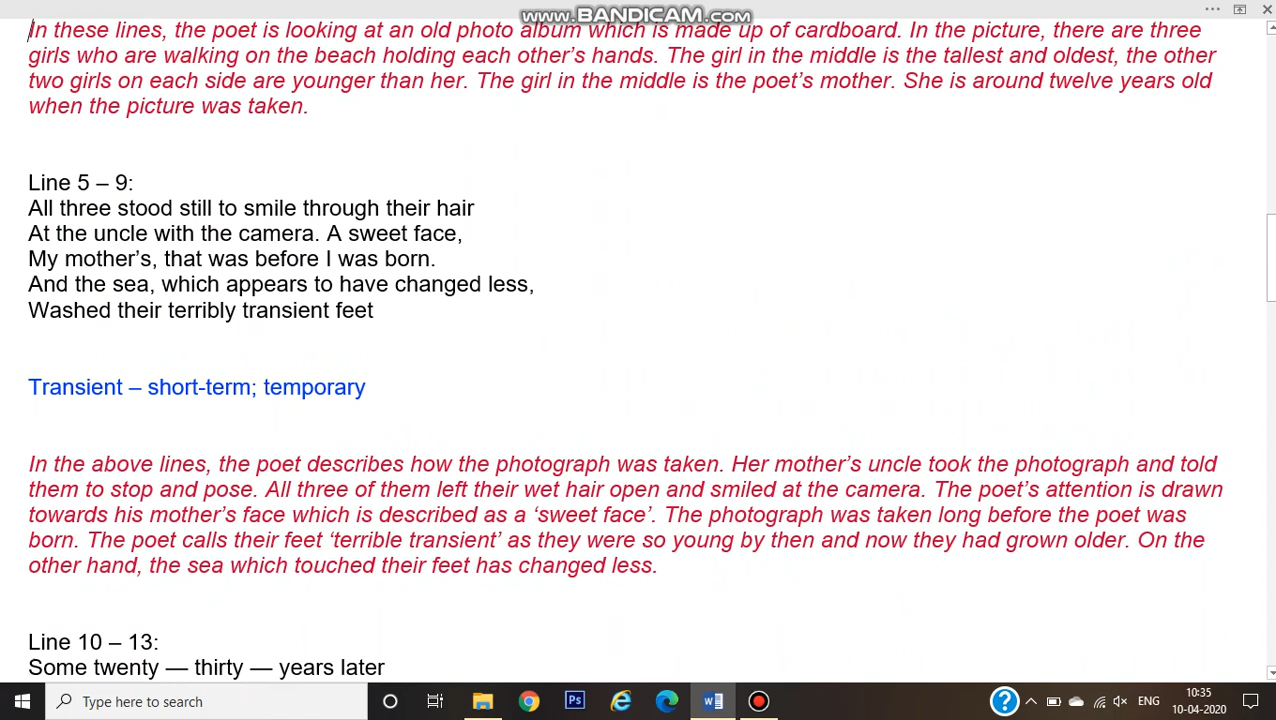 www.BANDICAM.com
In these lines, the poet is looking at an old photo album which is made up of cardboard. In the picture, there are three
girls who are walking on the beach holding each other's hands. The girl in the middle is the tallest and oldest, the other
two girls on each side are younger than her. The girl in the middle is the poet's mother. She is around twelve years old
when the picture was taken.
Line 5 – 9:
All three stood still to smile through their hair
At the uncle with the camera. A sweet face,
My mother's, that was before I was born.
And the sea, which appears to have changed less,
Washed their terribly transient feet
Transient – short-term; temporary
In the above lines, the poet describes how the photograph was taken. Her mother's uncle took the photograph and told
them to stop and pose. All three of them left their wet hair open and smiled at the camera. The poet's attention is drawn
towards his mother's face which is described as a 'sweet face'. The photograph was taken long before the poet was
born. The poet calls their feet 'terrible transient' as they were so young by then and now they had grown older. On the
other hand, the sea which touched their feet has changed less.
Line 10 – 13:
Some twenty — thirty — years later
Type here to search
ENG
10:35
10-04-2020